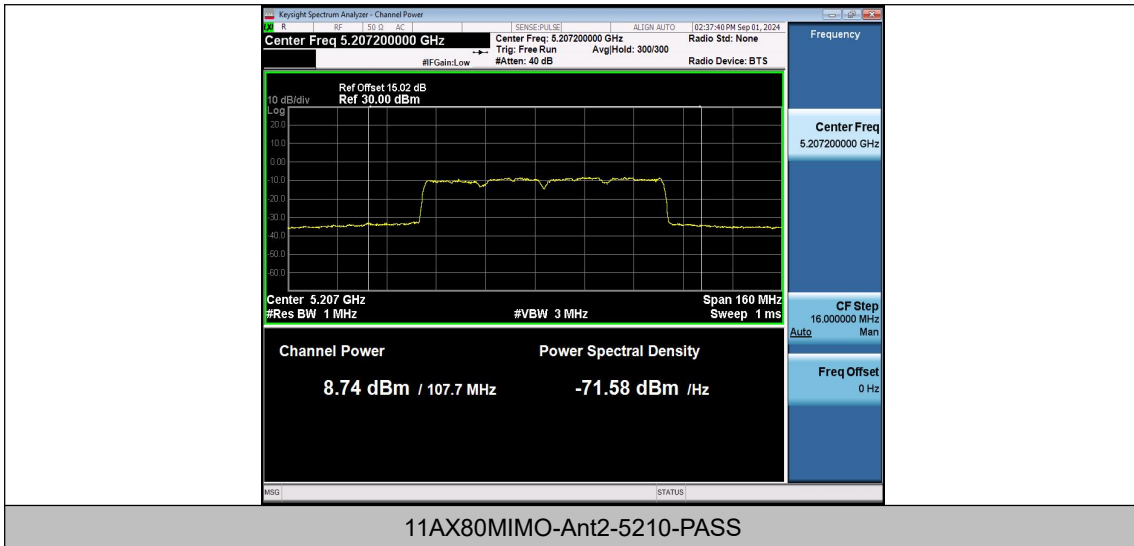 Keysight Spectrum Analyzer - Channel Power
R RF 50 Ω AC SENSE:PULSE ALIGN AUTO 02:37:40 PM Sep 01, 2024
Center Freq 5.207200000 GHz
Center Freq: 5.207200000 GHz
Radio Std: None
Trig: Free Run Avg|Hold: 300/300
#IFGain:Low
#Atten: 40 dB
Radio Device: BTS
Ref Offset 15.02 dB
10 dB/div Ref 30.00 dBm
Log
20.0
10.0
0.00
-10.0
-20.0
-30.0
-40.0
-50.0
-60.0
Center 5.207 GHz Span 160 MHz
#Res BW 1 MHz #VBW 3 MHz Sweep 1 ms
Channel Power Power Spectral Density
8.74 dBm / 107.7 MHz -71.58 dBm /Hz
MSG STATUS
Frequency
Center Freq
5.207200000 GHz
CF Step
16.000000 MHz
Auto Man
Freq Offset
0 Hz
11AX80MIMO-Ant2-5210-PASS